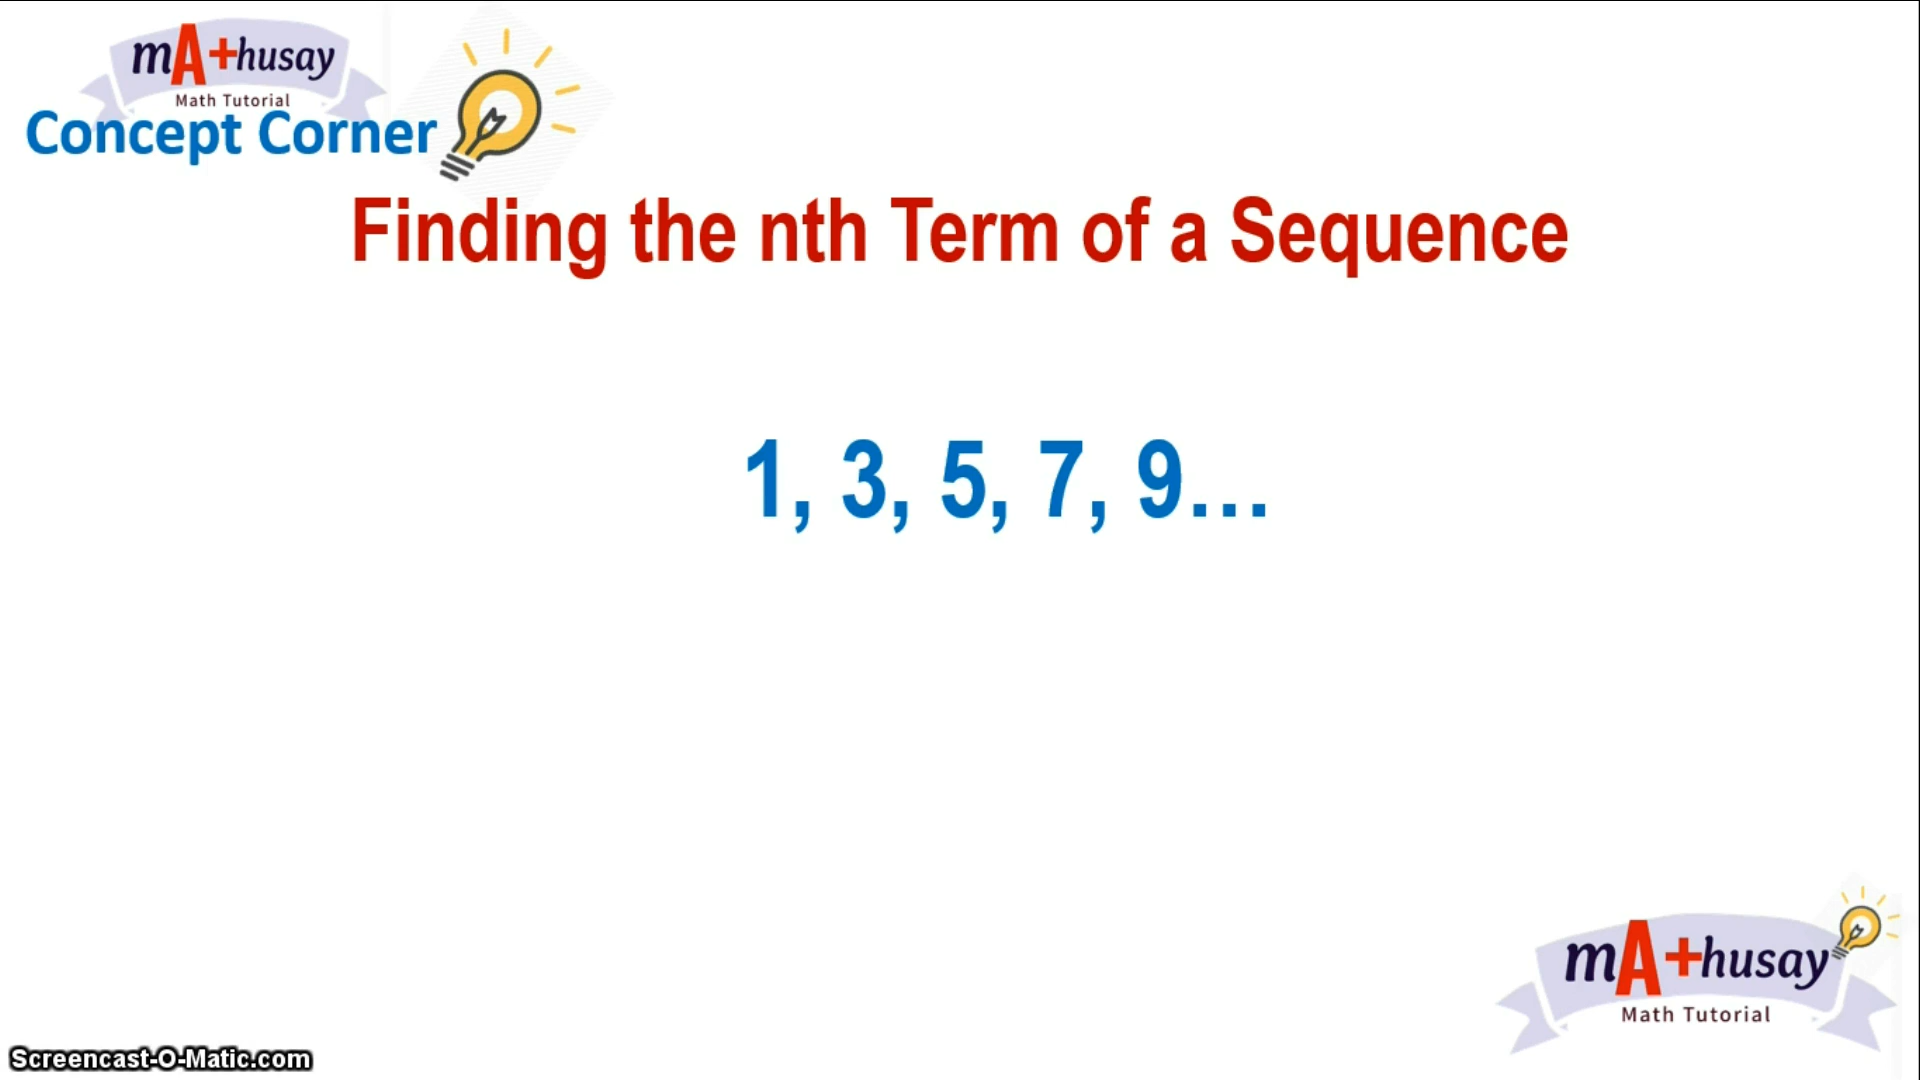 mA+husay
Math Tutorial
Concept Corner
Finding the nth Term of a Sequence
1, 3, 5, 7, 9...
mA+husay
Math Tutorial
Screencast-O-Matic.com